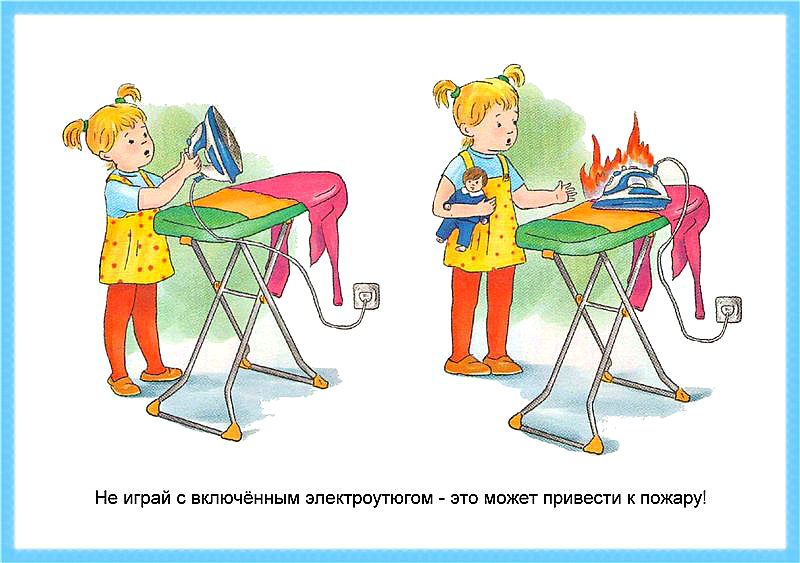 Не играй с включённым электроутюгом - это может привести к пожару!